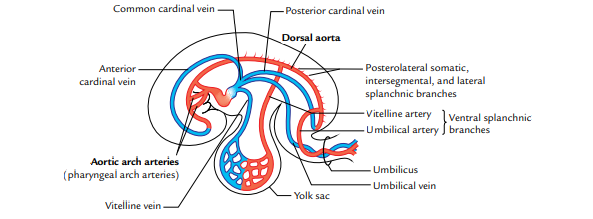 Common cardinal vein
Posterior cardinal vein
Dorsal aorta
Anterior
cardinal vein
Posterolateral somatic,
intersegmental, and lateral
splanchnic branches
Vitelline artery
Umbilical artery
Ventral splanchnic
branches
Aortic arch arteries
(pharyngeal arch arteries)
Umbilicus
Umbilical vein
Yolk sac
Vitelline vein